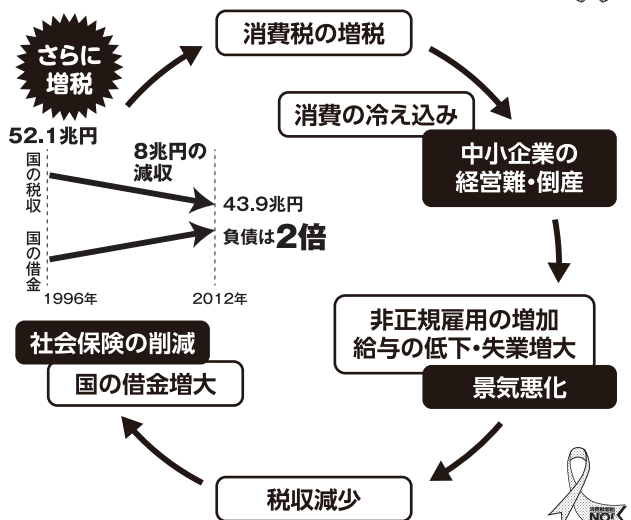 消費税の増税
さらに
増税
消費の冷え込み
中小企業の
経営難・倒産
52.1兆円
8兆円の
減収
国の税収
43.9兆円
負債は2倍
国の借金
1996年
2012年
非正規雇用の増加
給与の低下・失業増大
景気悪化
社会保険の削減
国の借金増大
税収減少
消費税増税
NO!